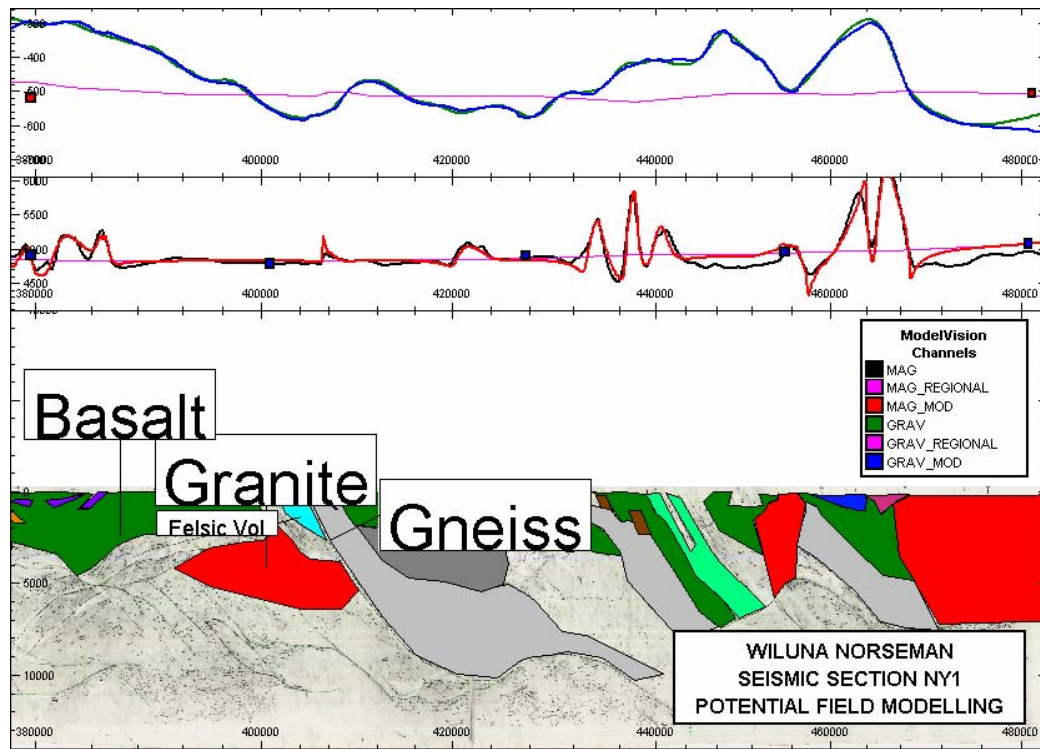 -300
-400
-500
-600
-700
380000 400000 420000 440000 460000 480000
6000
5500
4500
380000 400000 420000 440000 460000 480000
ModelVision
Channels
MAG
MAG_REGIONAL
MAG_MOD
GRAV
GRAV_REGIONAL
GRAV_MOD
Basalt
Granite
Felsic Vol
Gneiss
0
5000
10000
WILUNA NORSEMAN
SEISMIC SECTION NY1
POTENTIAL FIELD MODELLING
380000 400000 420000 440000 460000 480000